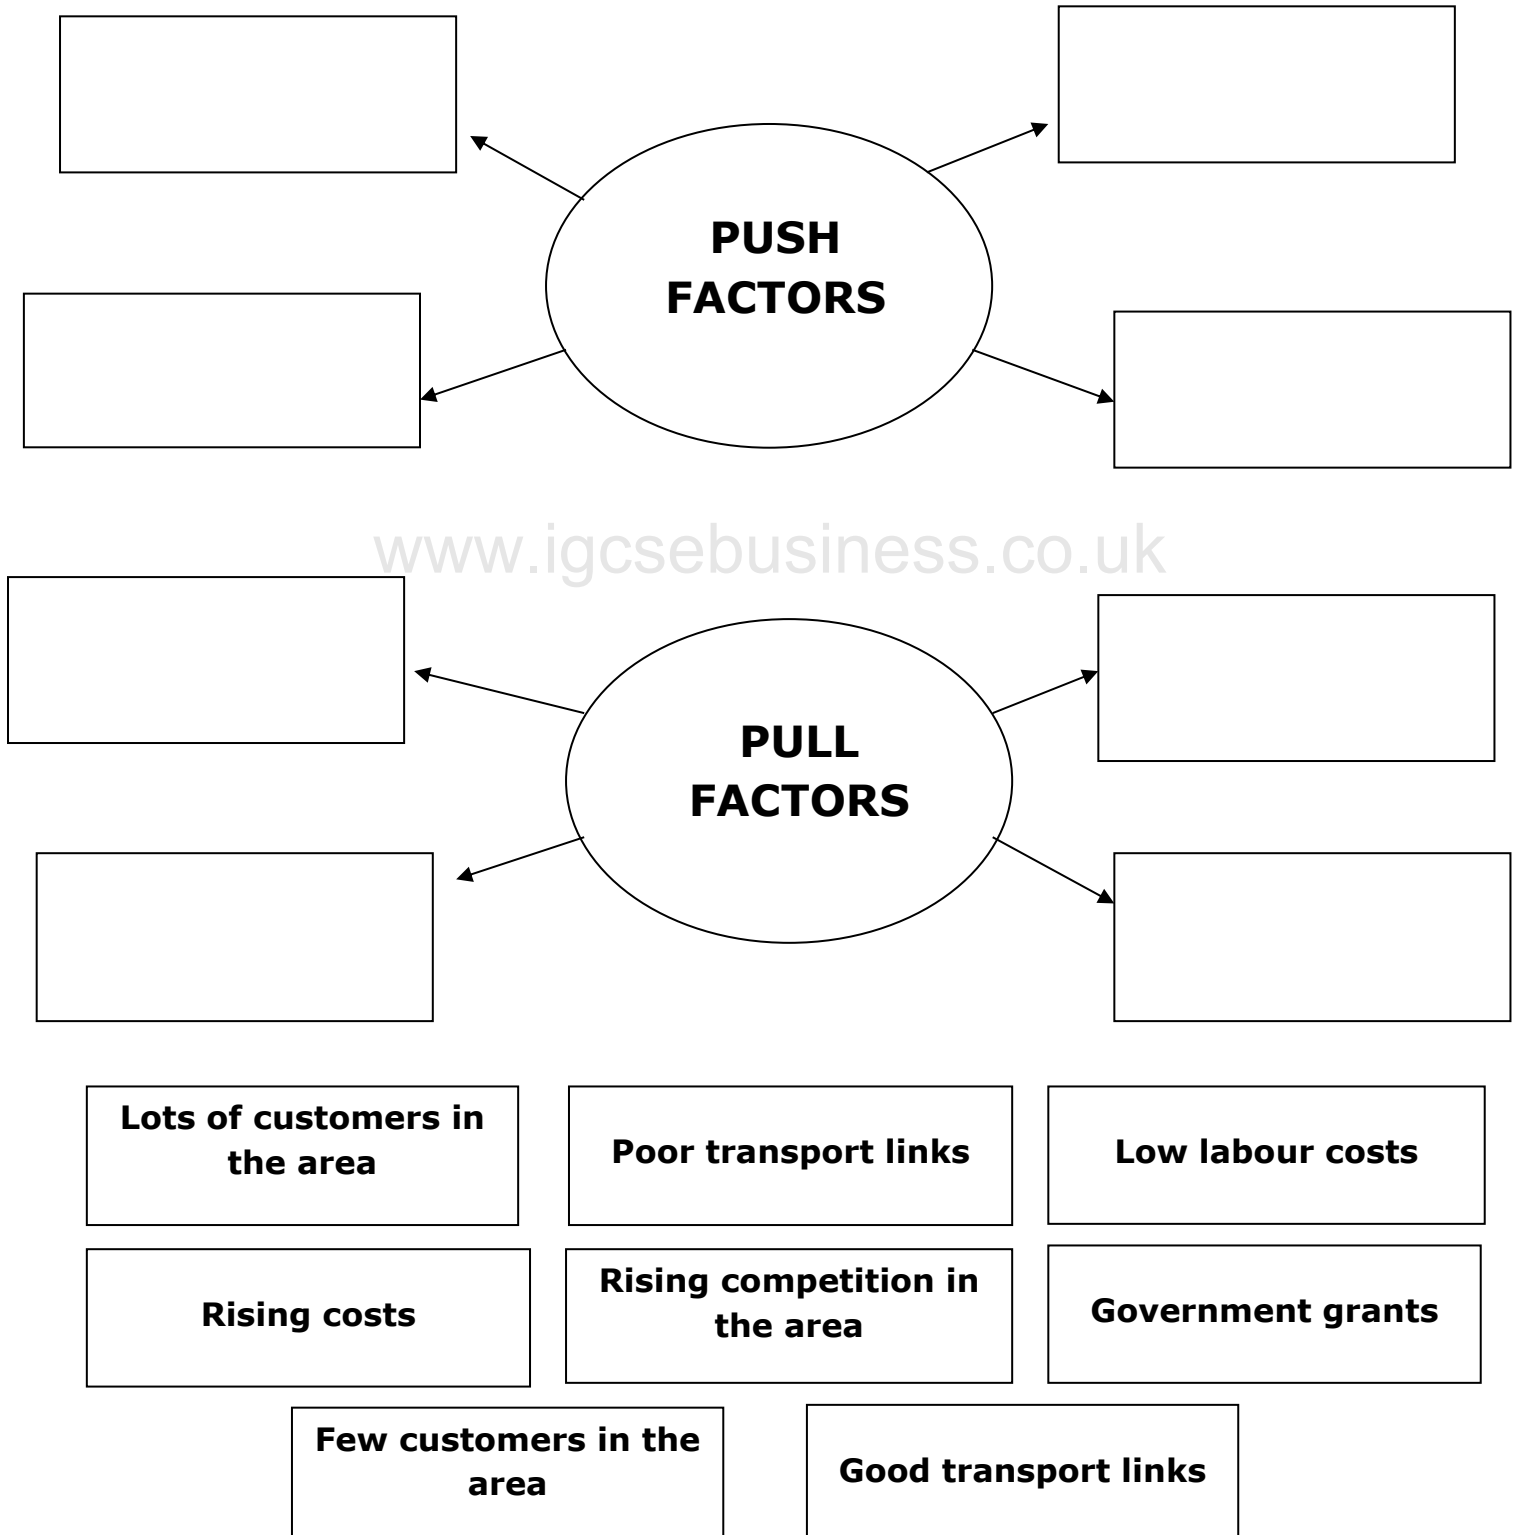 PUSH
FACTORS
www.igcsebusiness.co.uk
PULL
FACTORS
Lots of customers in
the area
Poor transport links
Low labour costs
Rising costs
Rising competition in
the area
Government grants
Few customers in the
area
Good transport links